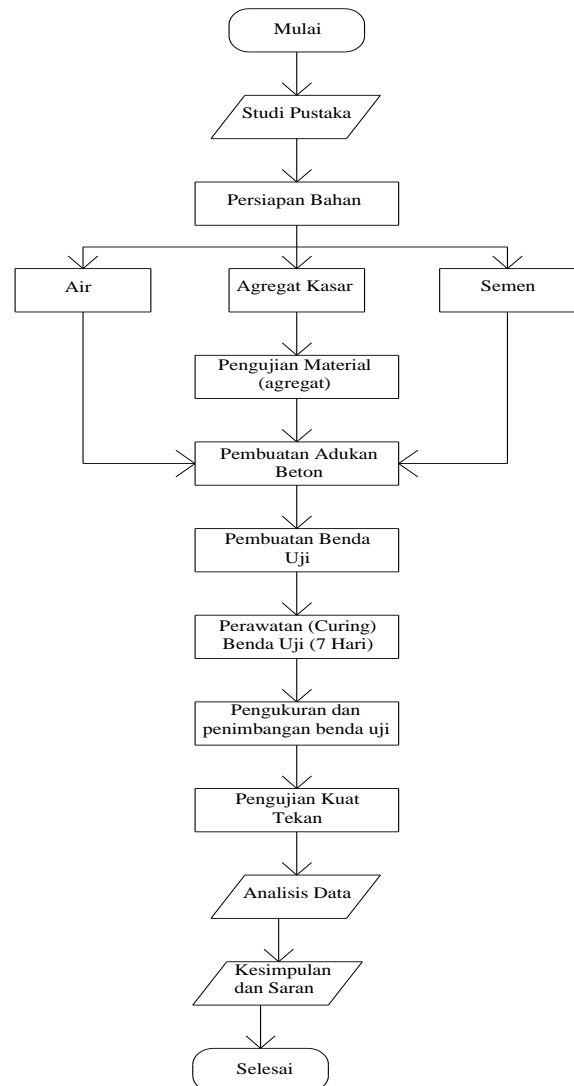 Mulai
Studi Pustaka
Persiapan Bahan
Air
Agregat Kasar
Semen
Pengujian Material
(agregat)
Pembuatan Adukan
Beton
Pembuatan Benda
Uji
Perawatan (Curing)
Benda Uji (7 Hari)
Pengukuran dan
penimbangan benda uji
Pengujian Kuat
Tekan
Analisis Data
Kesimpulan
dan Saran
Selesai